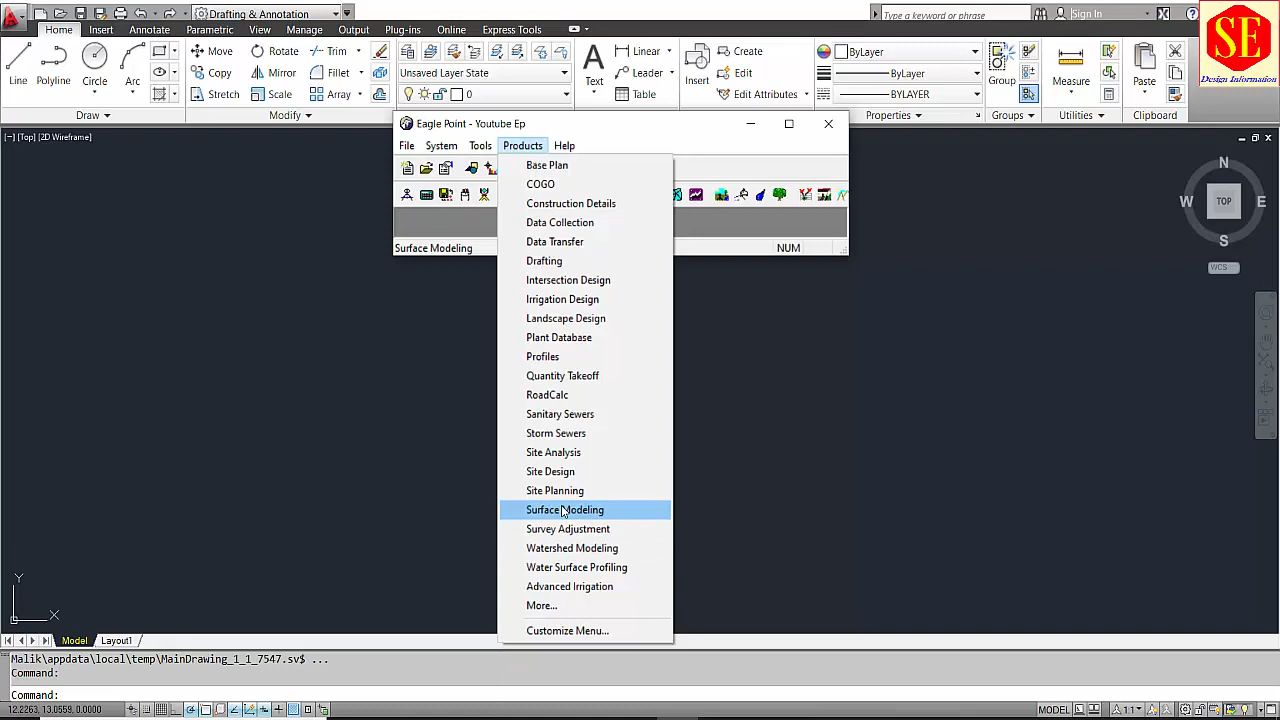 Drafting & Annotation
Type a keyword or phrase
Sign In
Home Insert Annotate Parametric View Manage Output Plug-ins Online Express Tools
SE
Design Information
Line Polyline Circle Arc
Move Rotate Trim
Copy Mirror Fillet
Stretch Scale Array
Unsaved Layer State
0
Text
Linear
Leader
Table
Insert
Create
Edit
Edit Attributes
ByLayer
ByLAYER
BYLAYER
Group
Measure
Paste
Draw Modify Properties Groups Utilities Clipboard
[−] [Top] [2D Wireframe]
Eagle Point - Youtube Ep
File System Tools Products Help
Base Plan
COGO
Construction Details
Data Collection
Data Transfer
Drafting
Intersection Design
Irrigation Design
Landscape Design
Plant Database
Profiles
Quantity Takeoff
RoadCalc
Sanitary Sewers
Storm Sewers
Site Analysis
Site Design
Site Planning
Surface Modeling
Survey Adjustment
Watershed Modeling
Water Surface Profiling
Advanced Irrigation
More...
Customize Menu...
Surface Modeling
NUM
N
W TOP E
S
WCS
Y
X
Model Layout1
Malik\appdata\local\temp\MainDrawing_1_1_7547.sv$ ...
Command:
Command:
12.2263, 13.0559, 0.0000
MODEL
1:1